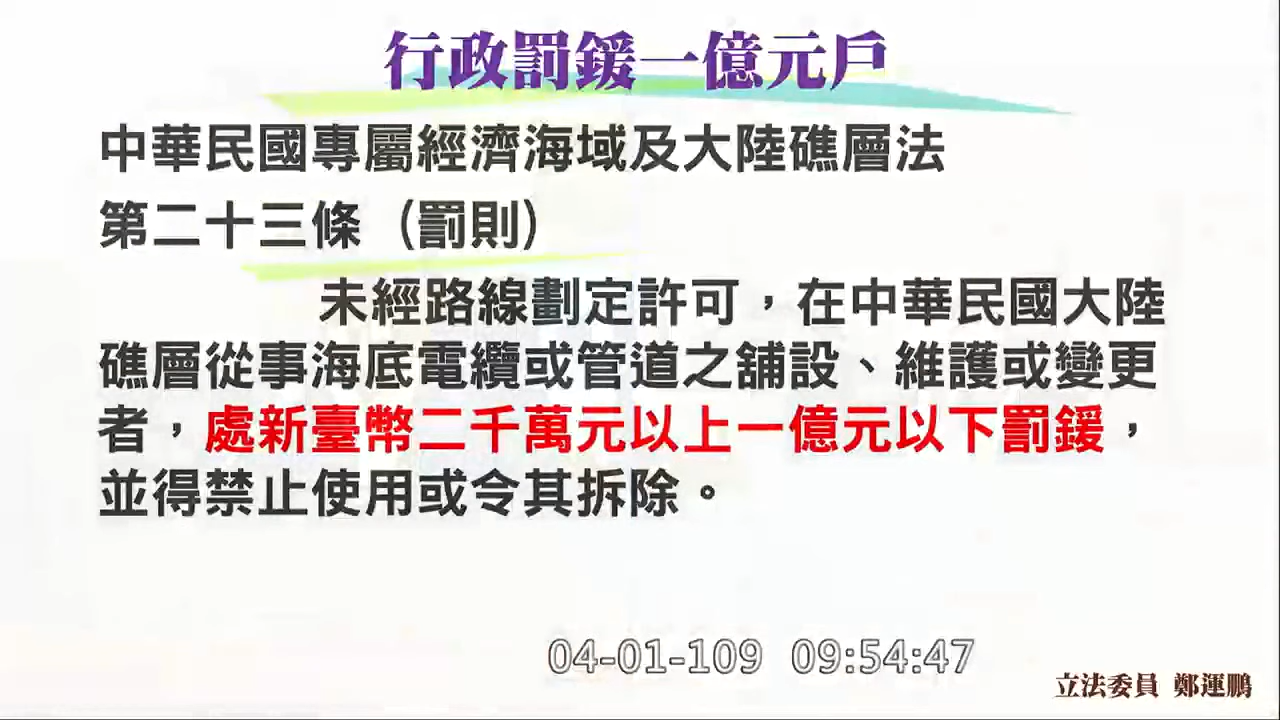 行政罰鍰一億元戶
中華民國專屬經濟海域及大陸礁層法
第二十三條（罰則）
未經路線劃定許可，在中華民國大陸
礁層從事海底電纜或管道之舖設、維護或變更
者，處新臺幣二千萬元以上一億元以下罰鍰，
並得禁止使用或令其拆除。
04-01-109 09:54:47
立法委員 鄭運鵬